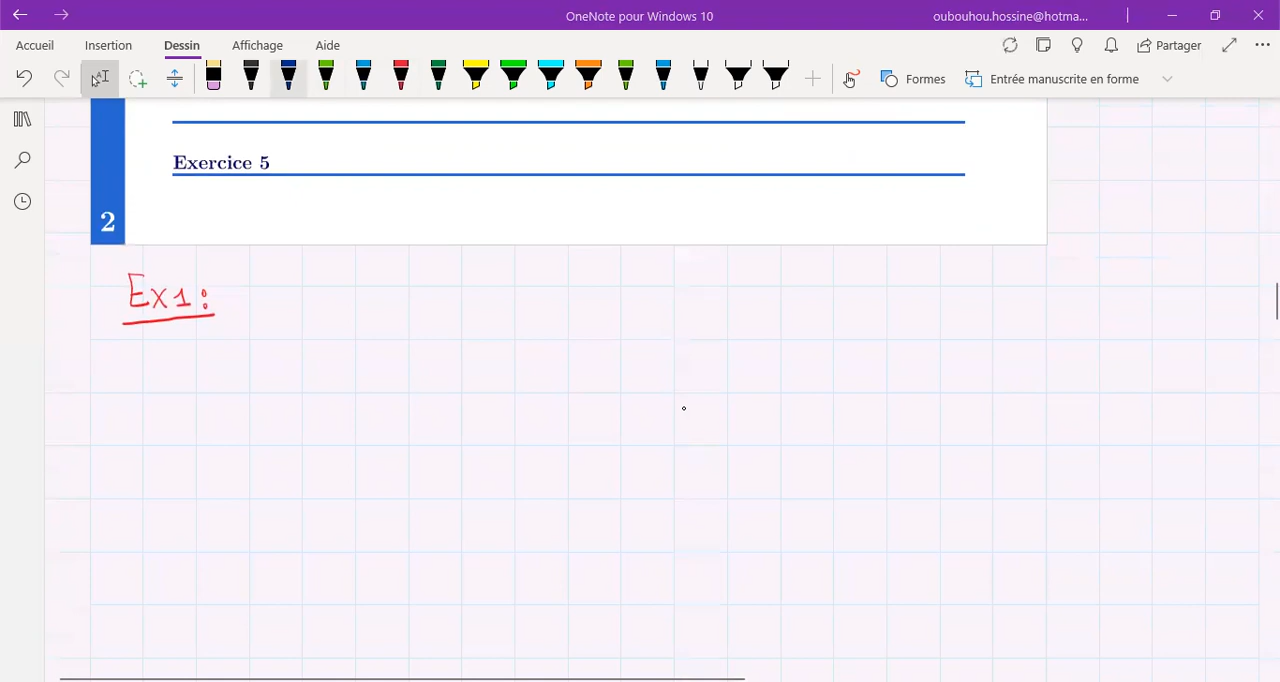 OneNote pour Windows 10
oubouhou.hossine@hotma...
Accueil
Insertion
Dessin
Affichage
Aide
Partager
Formes
Entrée manuscrite en forme
Exercice 5
2
Ex1: